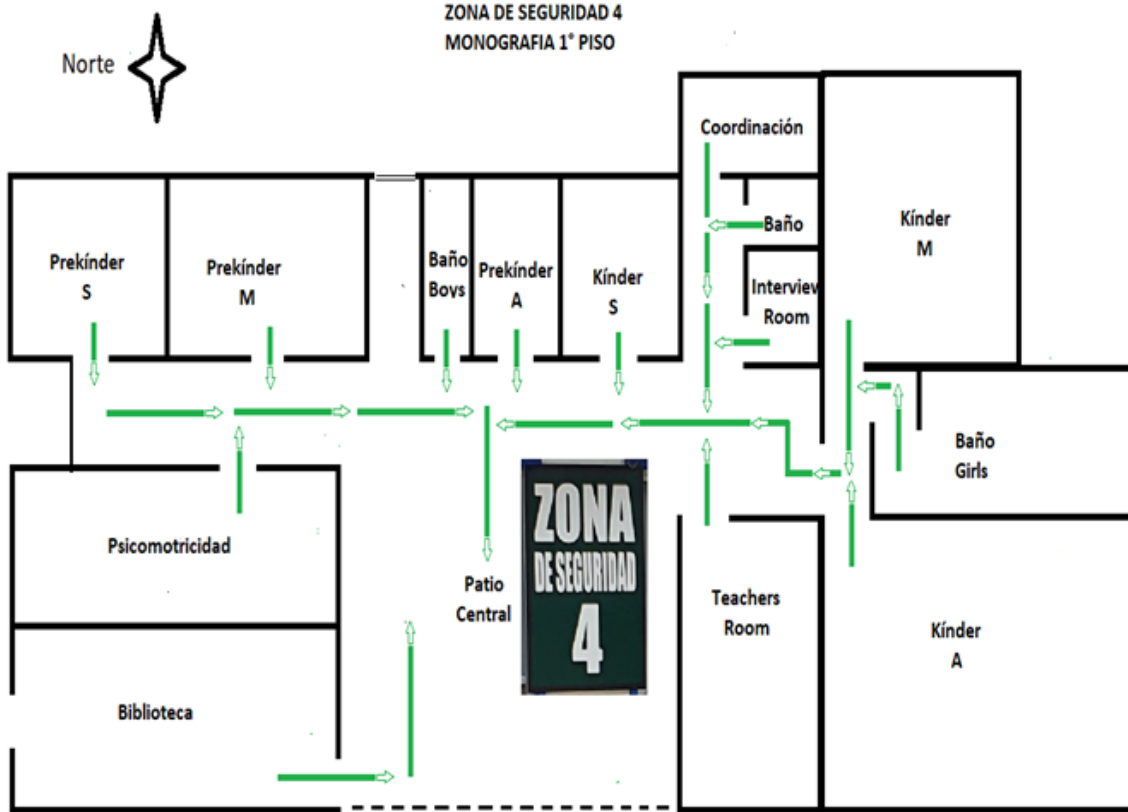 ZONA DE SEGURIDAD 4
MONOGRAFIA 1° PISO
Norte
Coordinación
Kínder
M
Baño
Prekínder
S
Prekínder
M
Baño
Boys
Prekínder
A
Kínder
S
Interview
Room
Baño
Girls
Psicomotricidad
ZONA
DE SEGURIDAD
4
Patio
Central
Teachers
Room
Kínder
A
Biblioteca